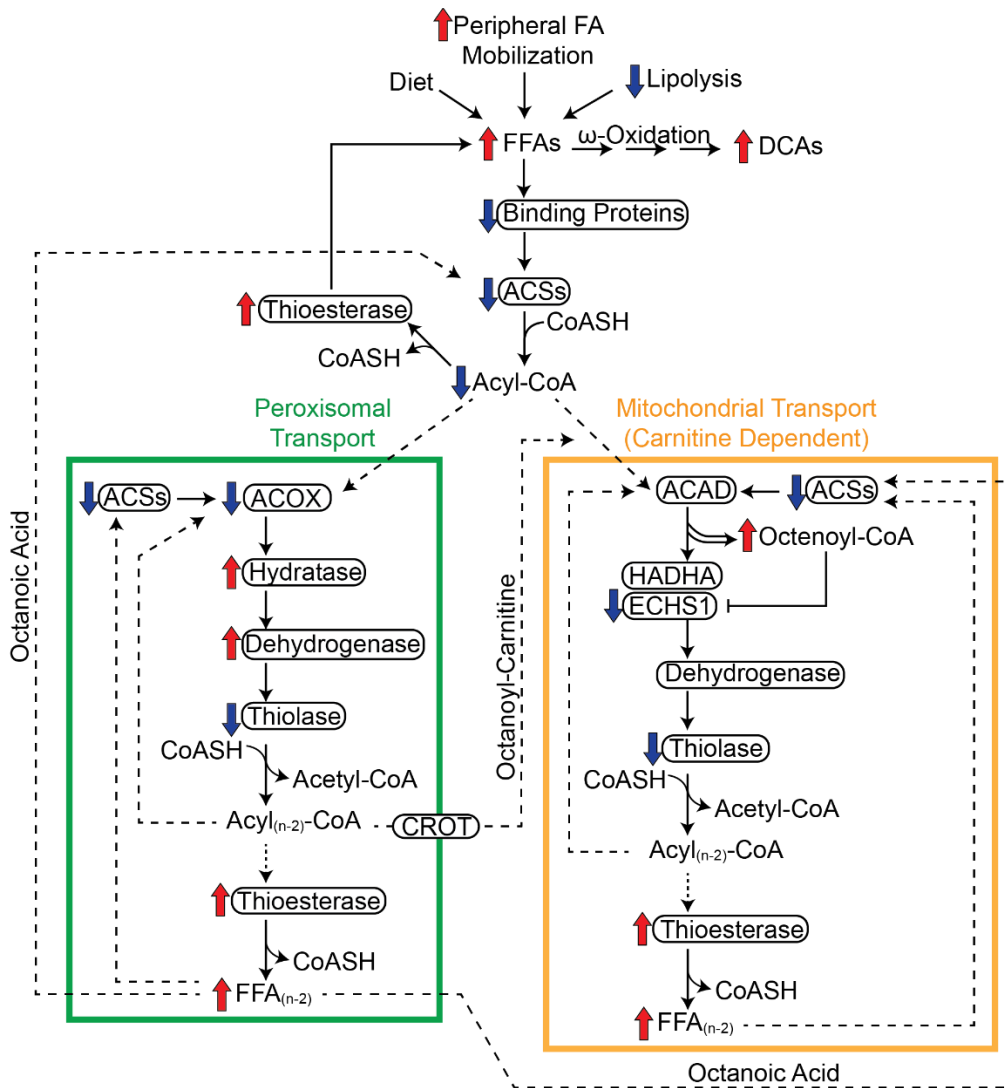 Peripheral FA
Mobilization
Diet
Lipolysis
FFAs
ω-Oxidation
DCAs
Binding Proteins
ACSs
Thioesterase
CoASH
CoASH
Acyl-CoA
Peroxisomal
Transport
Mitochondrial Transport
(Carnitine Dependent)
Octanoic Acid
ACSs
ACOX
Hydratase
Dehydrogenase
Thiolase
CoASH
Acetyl-CoA
Acyl(n-2)-CoA
CROT
Thioesterase
CoASH
FFA(n-2)
Octanoyl-Carnitine
ACAD
ACSs
Octenoyl-CoA
HADHA
ECHS1
Dehydrogenase
Thiolase
CoASH
Acetyl-CoA
Acyl(n-2)-CoA
Thioesterase
CoASH
FFA(n-2)
Octanoic Acid